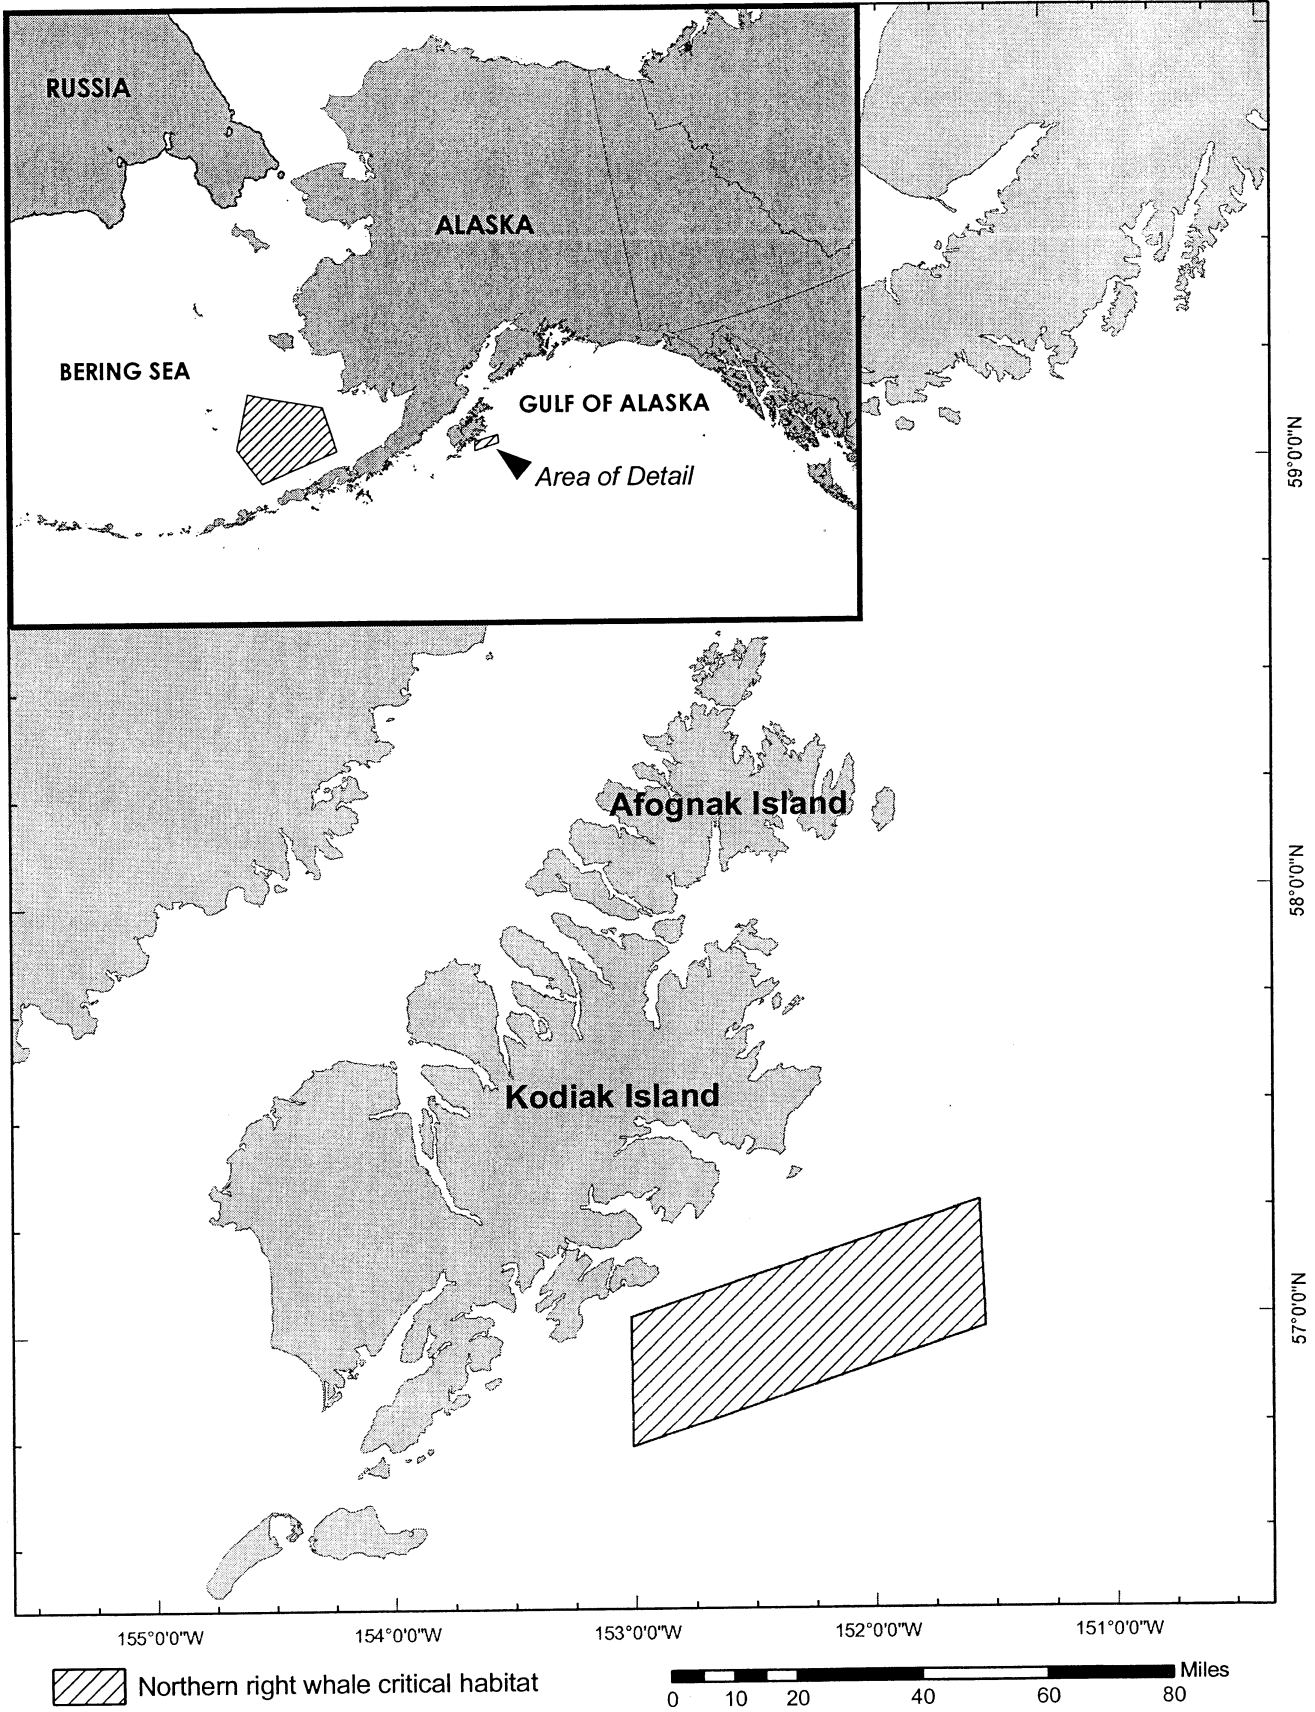 RUSSIA
ALASKA
BERING SEA
GULF OF ALASKA
Area of Detail
59°0'0"N
Afognak Island
58°0'0"N
Kodiak Island
57°0'0"N
155°0'0"W
154°0'0"W
153°0'0"W
152°0'0"W
151°0'0"W
Northern right whale critical habitat
Miles
0 10 20 40 60 80